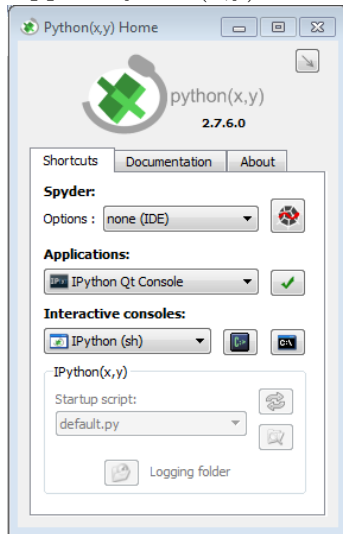 Python(x,y) Home
python(x,y)
2.7.6.0
Shortcuts Documentation About
Spyder:
Options : none (IDE)
Applications:
IPython Qt Console
Interactive consoles:
IPython (sh)
IPython(x,y)
Startup script:
default.py
Logging folder